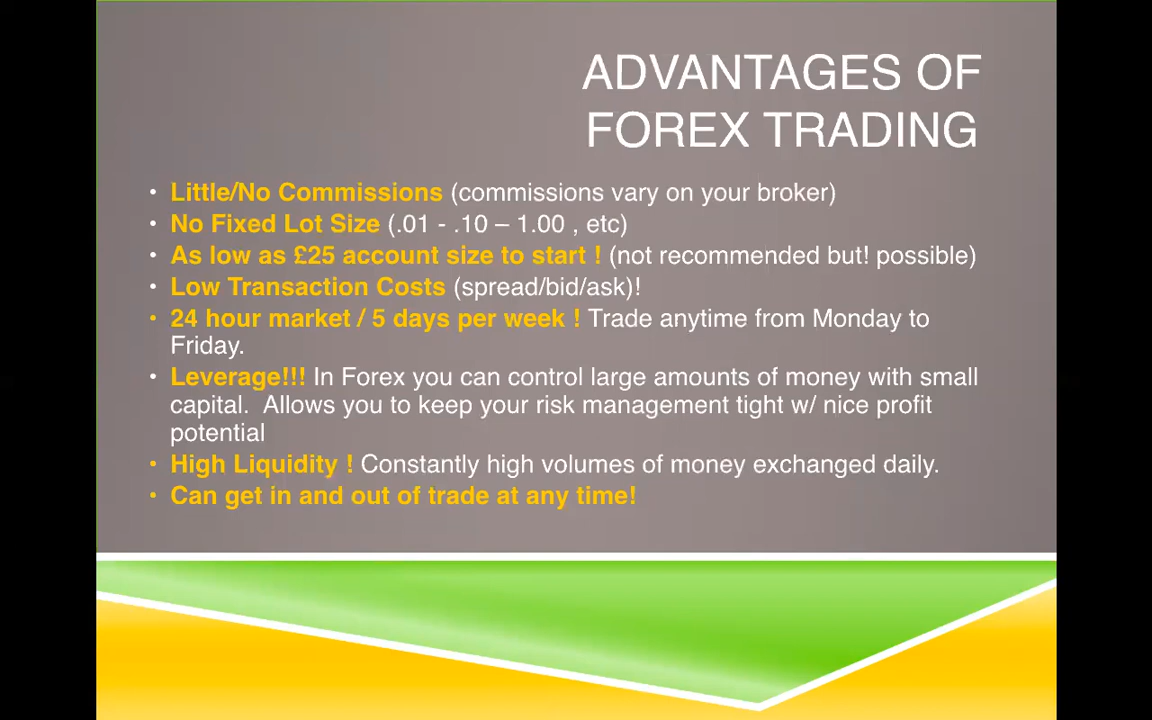 ADVANTAGES OF
FOREX TRADING
• Little/No Commissions (commissions vary on your broker)
• No Fixed Lot Size (.01 - .10 – 1.00 , etc)
• As low as £25 account size to start ! (not recommended but! possible)
• Low Transaction Costs (spread/bid/ask)!
• 24 hour market / 5 days per week ! Trade anytime from Monday to
Friday.
• Leverage!!! In Forex you can control large amounts of money with small
capital.  Allows you to keep your risk management tight w/ nice profit
potential
• High Liquidity ! Constantly high volumes of money exchanged daily.
• Can get in and out of trade at any time!